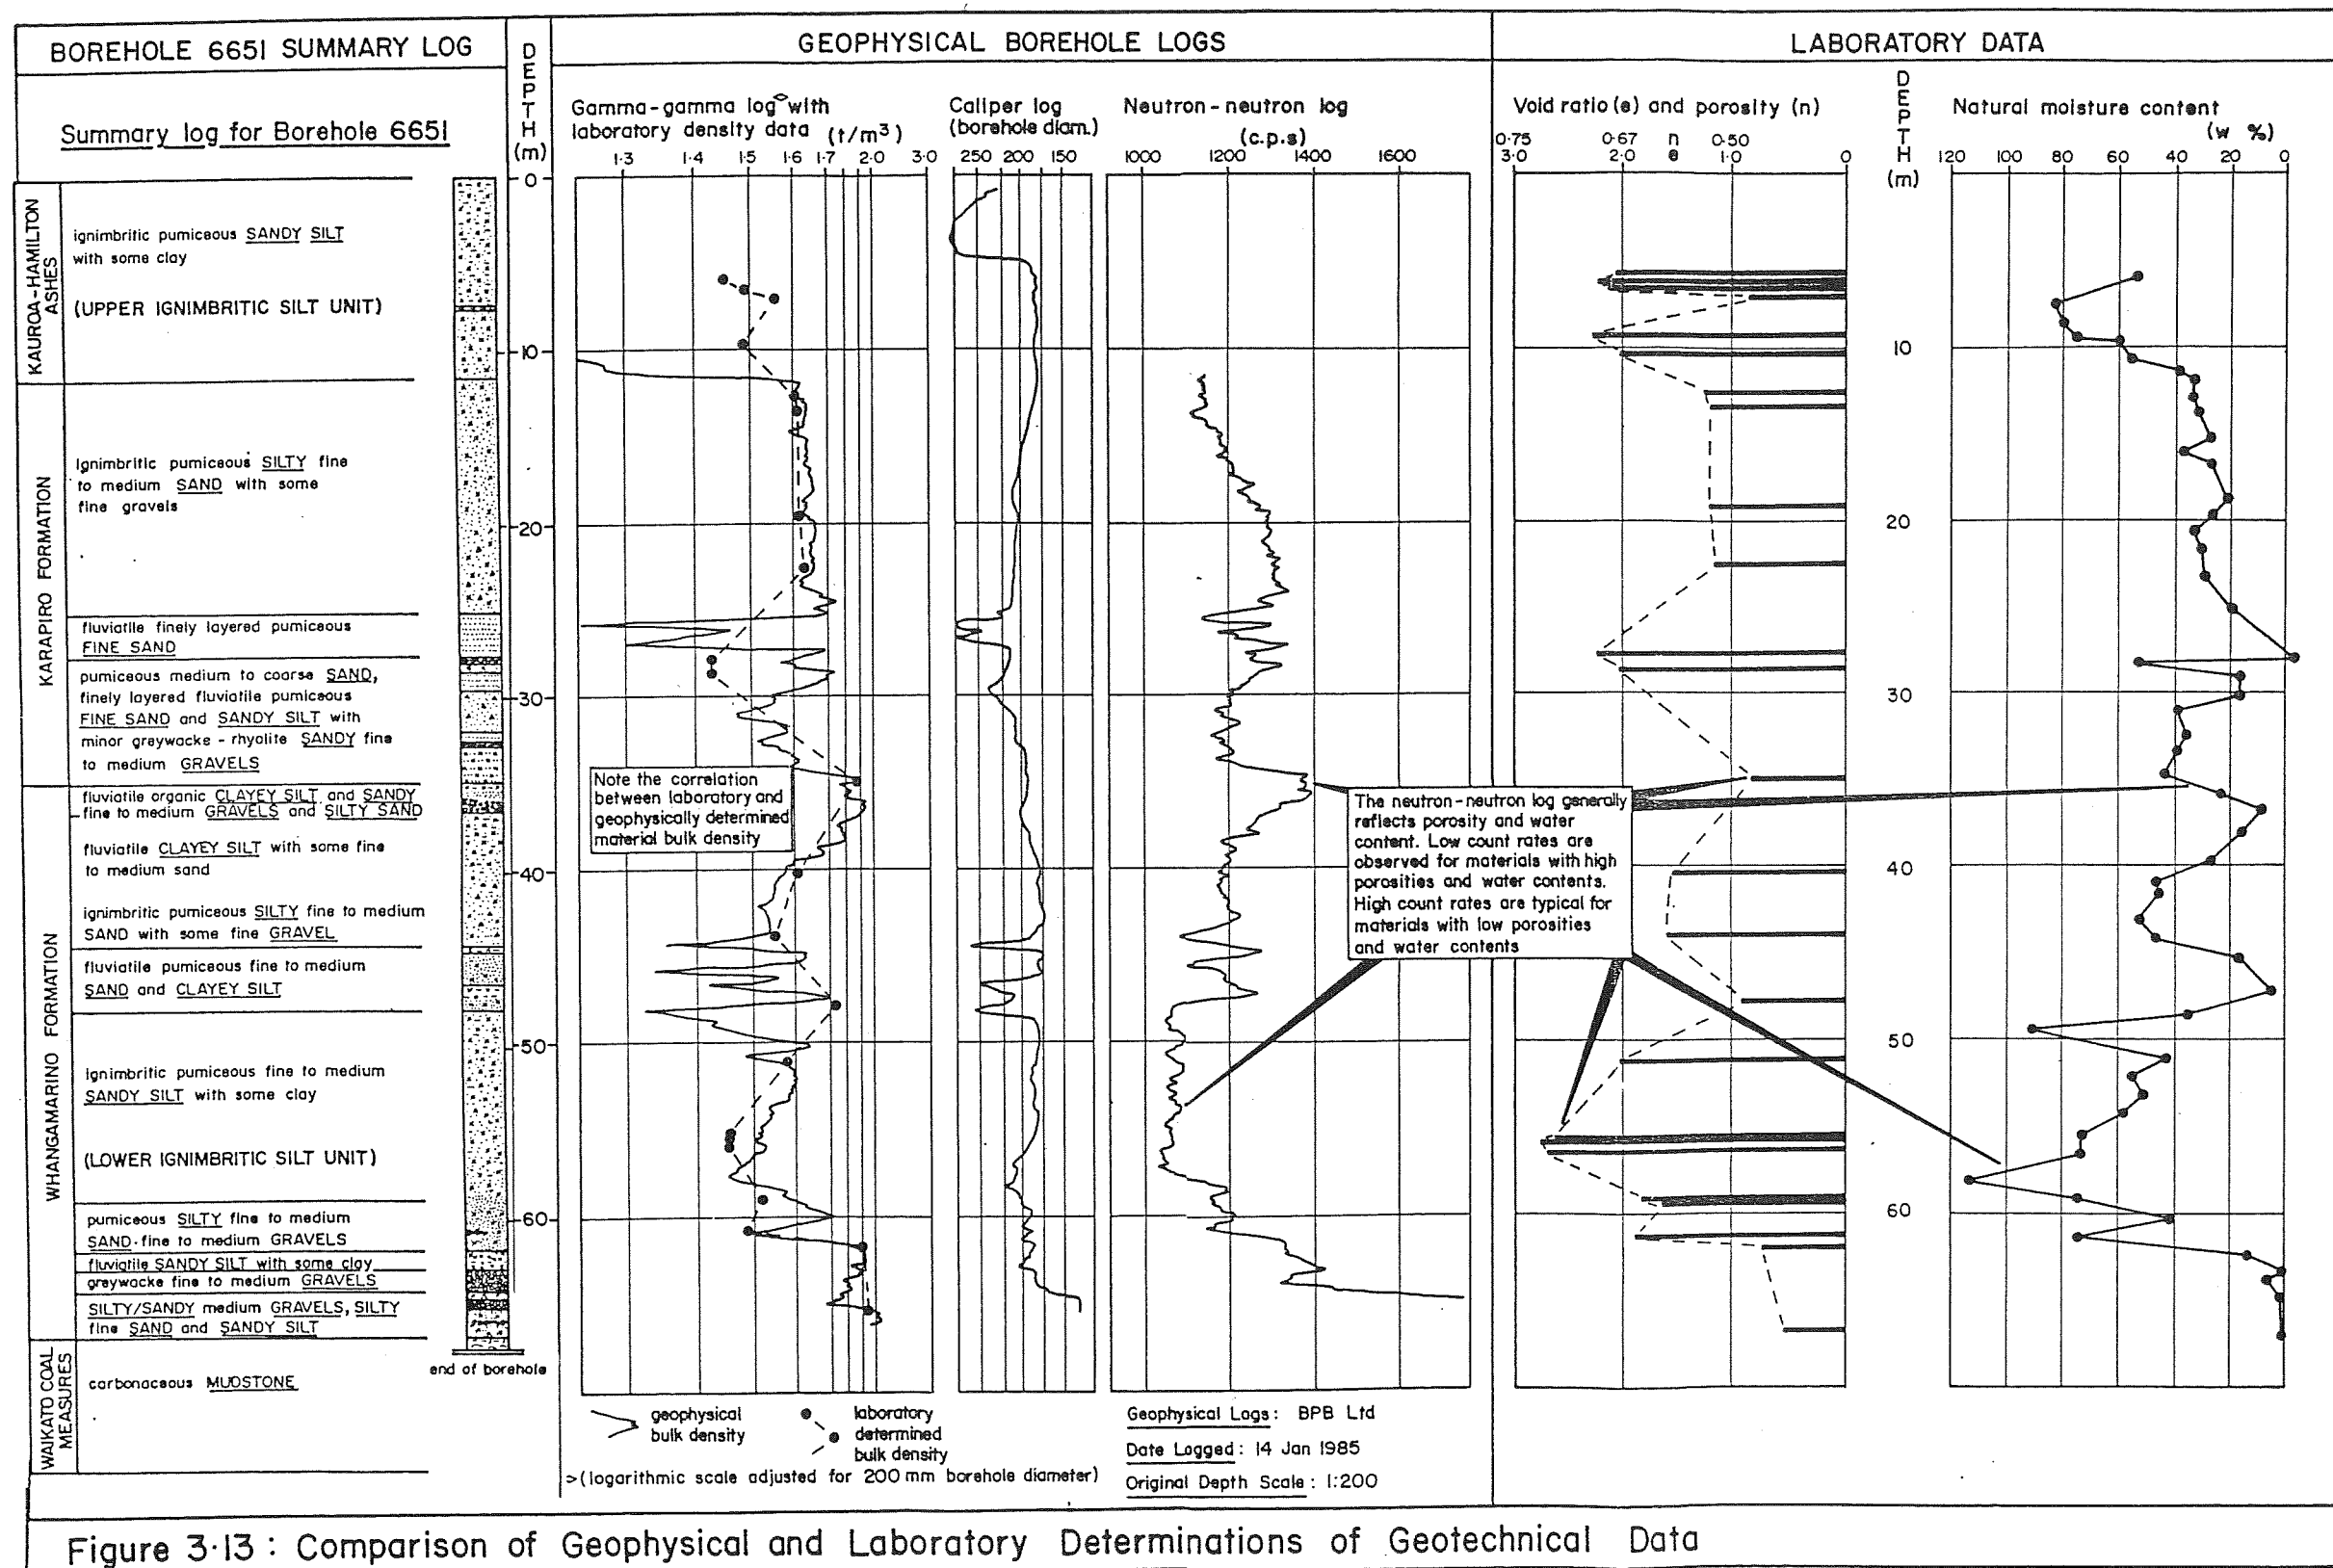 BOREHOLE 6651 SUMMARY LOG
Summary log for Borehole 6651
KAUROA-HAMILTON
ASHES
ignimbritic pumiceous SANDY SILT
with some clay
(UPPER IGNIMBRITIC SILT UNIT)
KARAPIRO FORMATION
ignimbritic pumiceous SILTY fine
to medium SAND with some
fine gravels
fluviatile finely layered pumiceous
FINE SAND
pumiceous medium to coarse SAND,
finely layered fluviatile pumiceous
FINE SAND and SANDY SILT with
minor greywacke - rhyolite SANDY fine
to medium GRAVELS
WHANGAMARINO FORMATION
fluviatile organic CLAYEY SILT and SANDY
fine to medium GRAVELS and SILTY SAND
fluviatile CLAYEY SILT with some fine
to medium sand
ignimbritic pumiceous SILTY fine to medium
SAND with some fine GRAVEL
fluviatile pumiceous fine to medium
SAND and CLAYEY SILT
ignimbritic pumiceous fine to medium
SANDY SILT with some clay
(LOWER IGNIMBRITIC SILT UNIT)
pumiceous SILTY fine to medium
SAND·fine to medium GRAVELS
fluviatile SANDY SILT with some clay
greywacke fine to medium GRAVELS
SILTY/SANDY medium GRAVELS, SILTY
fine SAND and SANDY SILT
WAIKATO COAL
MEASURES
carbonaceous MUDSTONE
end of borehole
DEPTH
(m)
0
10
20
30
40
50
60
GEOPHYSICAL BOREHOLE LOGS
Gamma-gamma log with
laboratory density data (t/m³)
1·3 1·4 1·5 1·6 1·7 2·0 3·0
Caliper log
(borehole diam.)
250 200 150
Neutron-neutron log
(c.p.s)
1000 1200 1400 1600
Note the correlation
between laboratory and
geophysically determined
material bulk density
The neutron-neutron log generally
reflects porosity and water
content. Low count rates are
observed for materials with high
porosities and water contents.
High count rates are typical for
materials with low porosities
and water contents
geophysical
bulk density
laboratory
determined
bulk density
>(logarithmic scale adjusted for 200 mm borehole diameter)
Geophysical Logs: BPB Ltd
Date Logged: 14 Jan 1985
Original Depth Scale: 1:200
LABORATORY DATA
Void ratio (e) and porosity (n)
0·75 0·67 n 0·50
3·0 2·0 e 1·0 0
DEPTH
(m)
10
20
30
40
50
60
Natural moisture content
(w %)
120 100 80 60 40 20 0
Figure 3·13: Comparison of Geophysical and Laboratory Determinations of Geotechnical Data